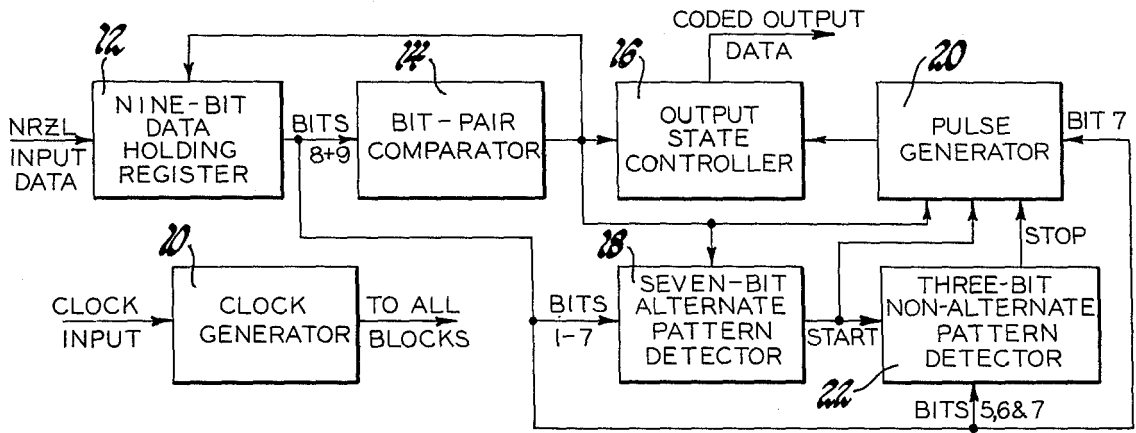 CODED OUTPUT
DATA
12
14
16
20
NRZL
INPUT
DATA
NINE-BIT
DATA
HOLDING
REGISTER
BITS
8+9
BIT-PAIR
COMPARATOR
OUTPUT
STATE
CONTROLLER
PULSE
GENERATOR
BIT 7
10
18
STOP
CLOCK
INPUT
CLOCK
GENERATOR
TO ALL
BLOCKS
BITS
1-7
SEVEN-BIT
ALTERNATE
PATTERN
DETECTOR
START
THREE-BIT
NON-ALTERNATE
PATTERN
DETECTOR
22
BITS 5,6&7